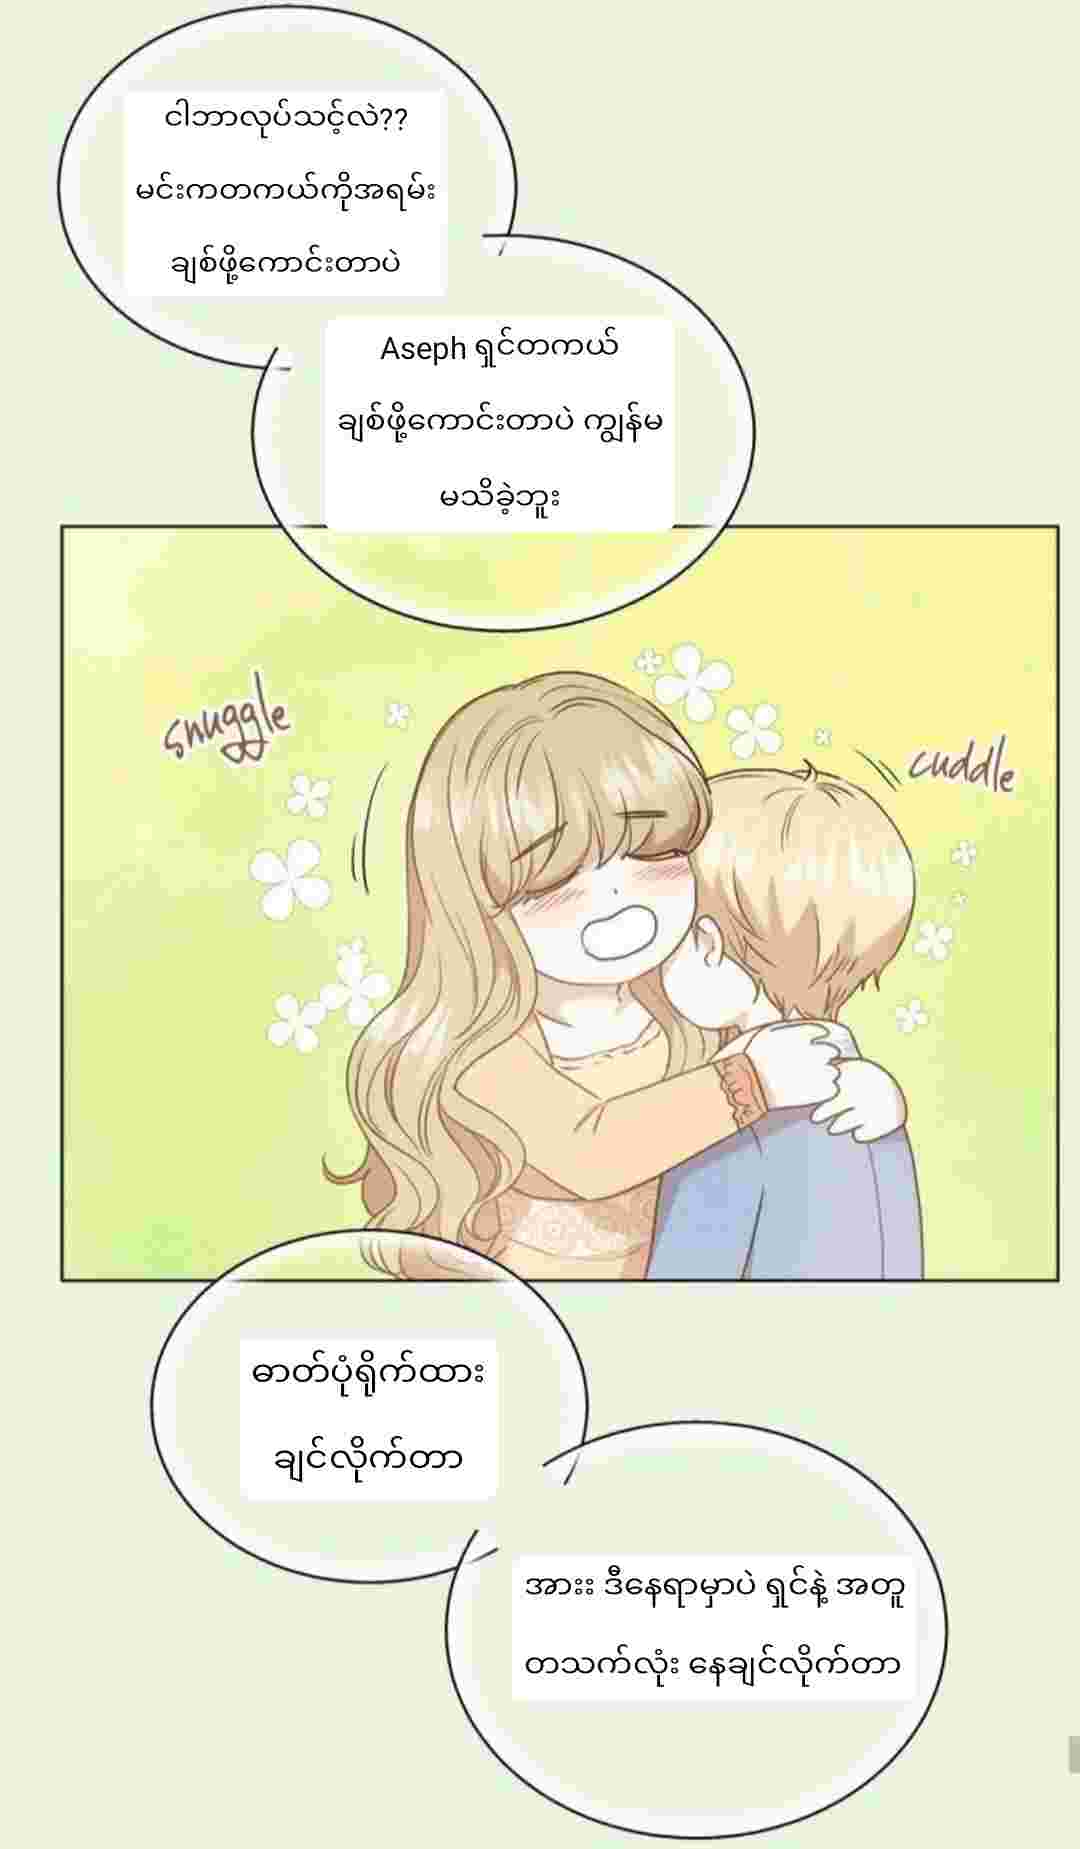 ငါဘာလုပ်သင့်လဲ??
မင်းကတကယ်ကိုအရမ်း
ချစ်ဖို့ကောင်းတာပဲ
Aseph ရှင်တကယ်
ချစ်ဖို့ကောင်းတာပဲ ကျွန်မ
မသိခဲ့ဘူး
snuggle
cuddle
ဓာတ်ပုံရိုက်ထား
ချင်လိုက်တာ
အားး ဒီနေရာမှာပဲ ရှင်နဲ့ အတူ
တသက်လုံး နေချင်လိုက်တာ